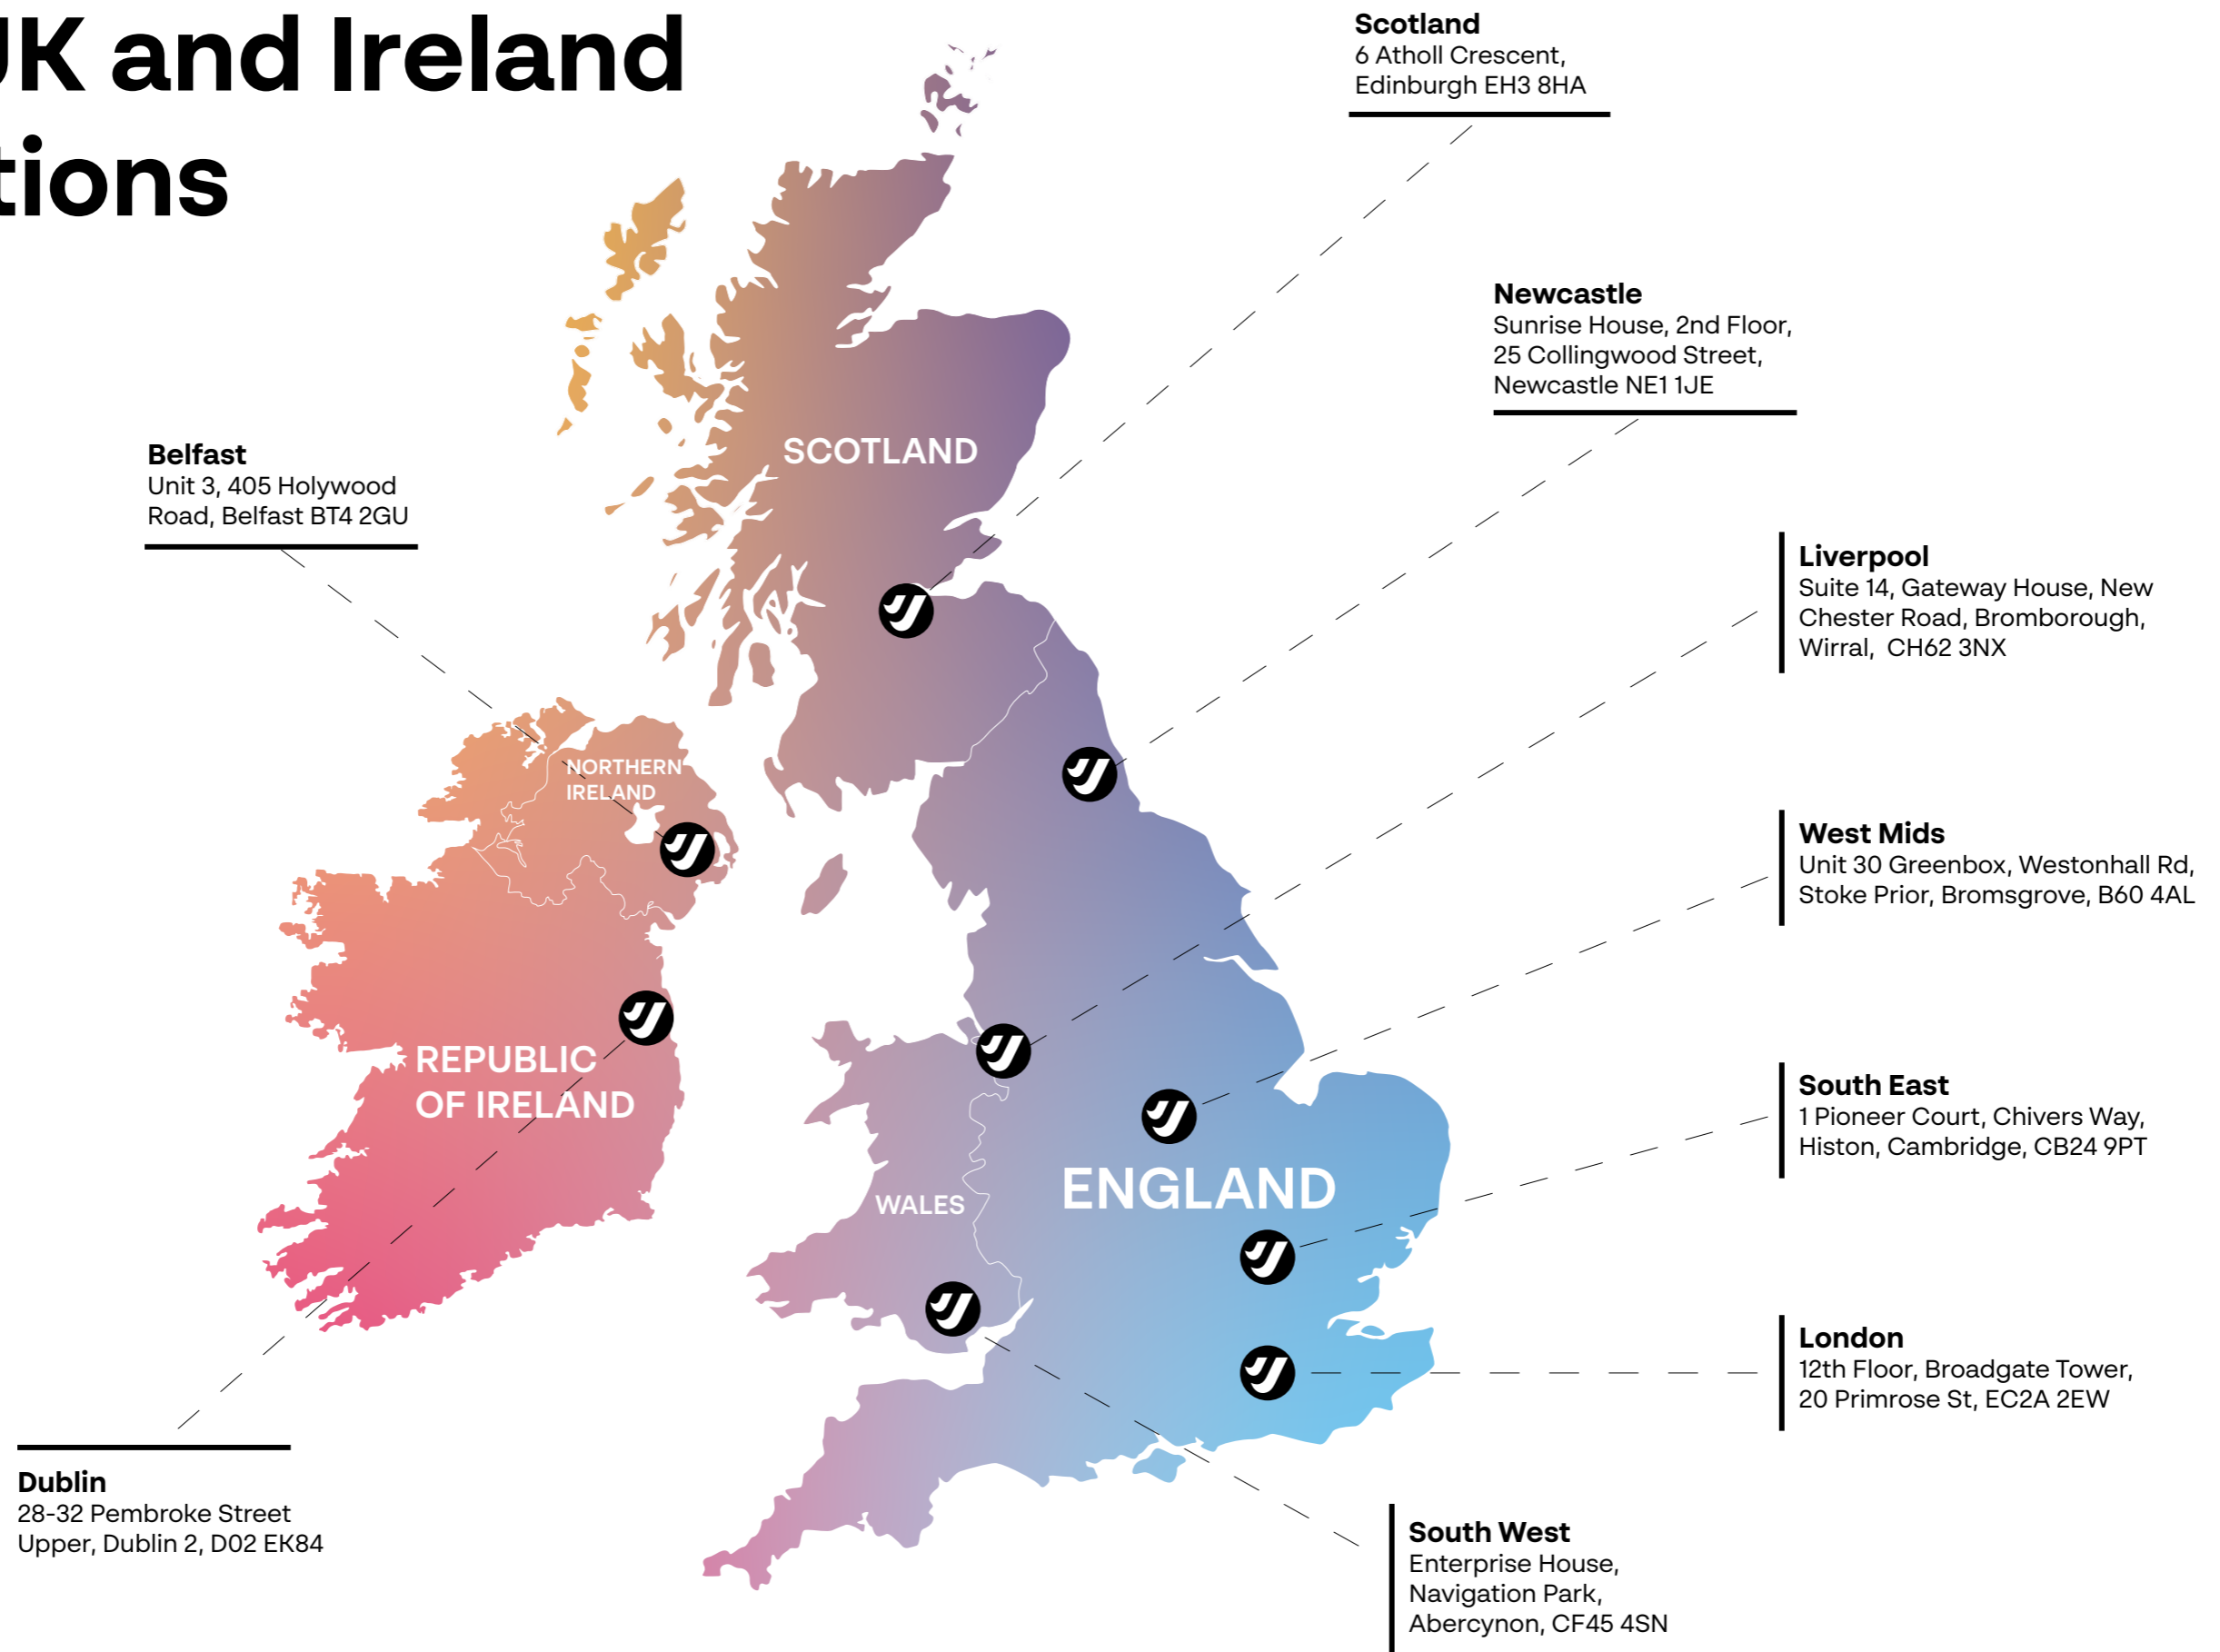 UK and Ireland
tions
Scotland
6 Atholl Crescent,
Edinburgh EH3 8HA
Newcastle
Sunrise House, 2nd Floor,
25 Collingwood Street,
Newcastle NE1 1JE
Belfast
Unit 3, 405 Holywood
Road, Belfast BT4 2GU
SCOTLAND
Liverpool
Suite 14, Gateway House, New
Chester Road, Bromborough,
Wirral, CH62 3NX
NORTHERN
IRELAND
West Mids
Unit 30 Greenbox, Westonhall Rd,
Stoke Prior, Bromsgrove, B60 4AL
REPUBLIC
OF IRELAND
South East
1 Pioneer Court, Chivers Way,
Histon, Cambridge, CB24 9PT
WALES
ENGLAND
London
12th Floor, Broadgate Tower,
20 Primrose St, EC2A 2EW
Dublin
28-32 Pembroke Street
Upper, Dublin 2, D02 EK84
South West
Enterprise House,
Navigation Park,
Abercynon, CF45 4SN